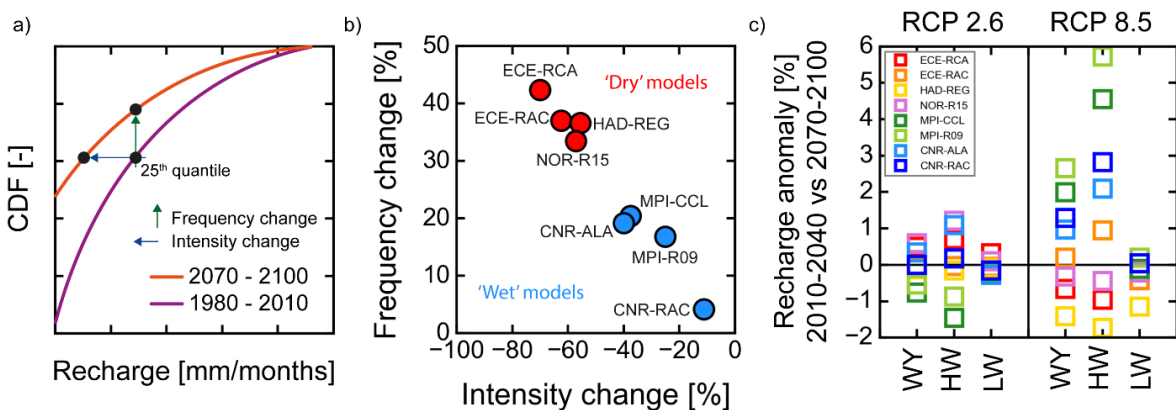 a)
CDF [-]
25th quantile
Frequency change
Intensity change
2070 - 2100
1980 - 2010
Recharge [mm/months]
b)
Frequency change [%]
50
40
30
20
10
0
ECE-RCA
'Dry' models
ECE-RAC
HAD-REG
NOR-R15
MPI-CCL
CNR-ALA
MPI-R09
'Wet' models
CNR-RAC
−100 −80 −60 −40 −20 0
Intensity change [%]
c)
RCP 2.6 RCP 8.5
Recharge anomaly [%]
2010-2040 vs 2070-2100
6
5
4
3
2
1
0
−1
−2
ECE-RCA
ECE-RAC
HAD-REG
NOR-R15
MPI-CCL
MPI-R09
CNR-ALA
CNR-RAC
WY HW LW WY HW LW